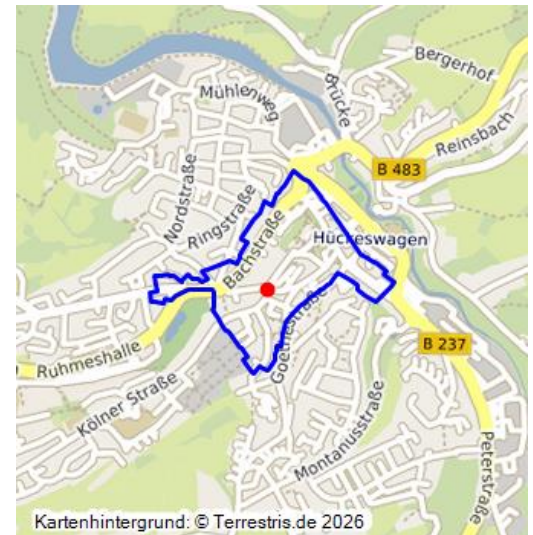 Bergerhof
Mühlenweg
Brücke
Reinsbach
B 483
Nordstraße
Ringstraße
Bachstraße
Hückeswagen
Goethestraße
B 237
Ruhmeshalle
Kölner Straße
Montanusstraße
Peterstraße
Kartenhintergrund: © Terrestris.de 2026